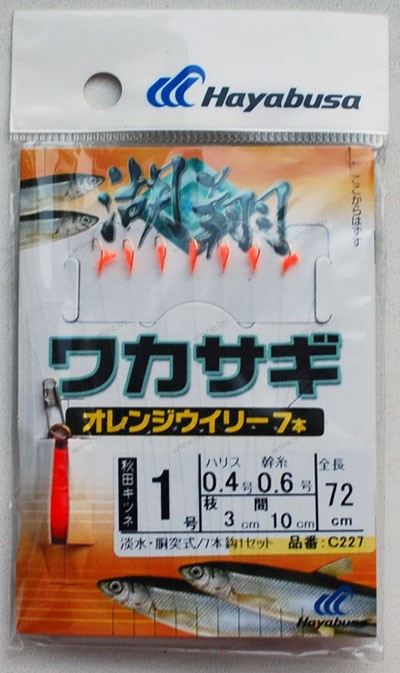 Hayabusa
湖翔
ここからはずす
ワカサギ
オレンジウイリー7本
秋田キツネ
1号
ハリス 幹糸 全長
0.4号 0.6号 72cm
枝 間
3cm 10cm
淡水・胴突式/7本鈎1セット 品番:C227
Hayabusa